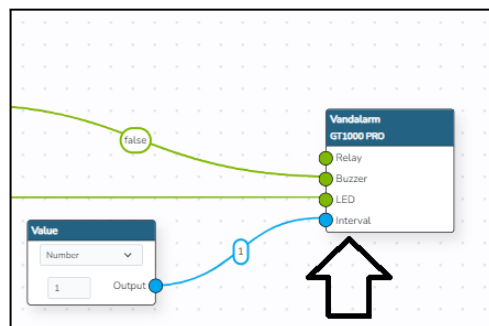 Vandalarm
GT1000 PRO
false
Relay
Buzzer
LED
Interval
Value
Number
1
1
Output